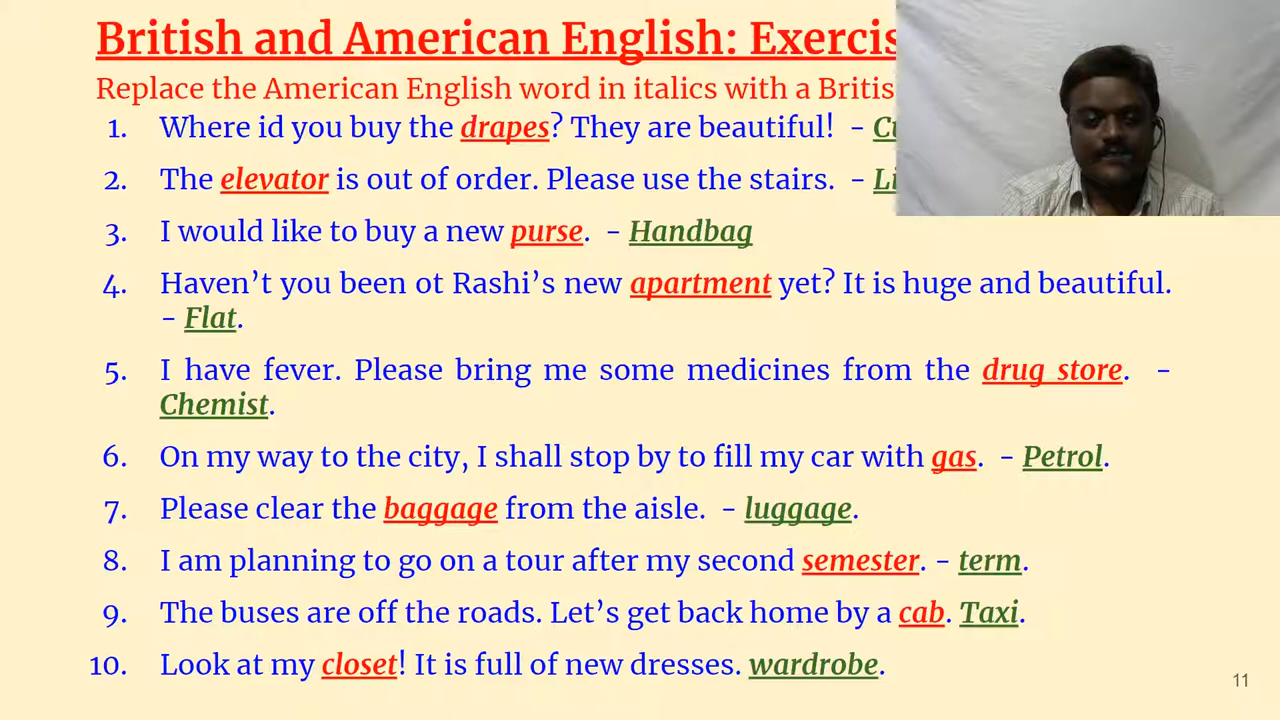 British and American English:
Replace the American English word in italics with a
1. Where id you buy the drapes? They are beautiful! -
2. The elevator is out of order. Please use the stairs. -
3. I would like to buy a new purse. - Handbag
4. Haven't you been ot Rashi's new apartment yet? It is huge and beautiful.
- Flat.
5. I have fever. Please bring me some medicines from the drug store. -
Chemist.
6. On my way to the city, I shall stop by to fill my car with gas. - Petrol.
7. Please clear the baggage from the aisle. - luggage.
8. I am planning to go on a tour after my second semester. - term.
9. The buses are off the roads. Let's get back home by a cab. Taxi.
10. Look at my closet! It is full of new dresses. wardrobe.
11